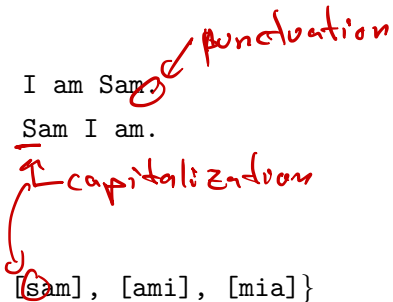 punctuation
I am Sam.
Sam I am.
capitalization
[sam], [ami], [mia]}